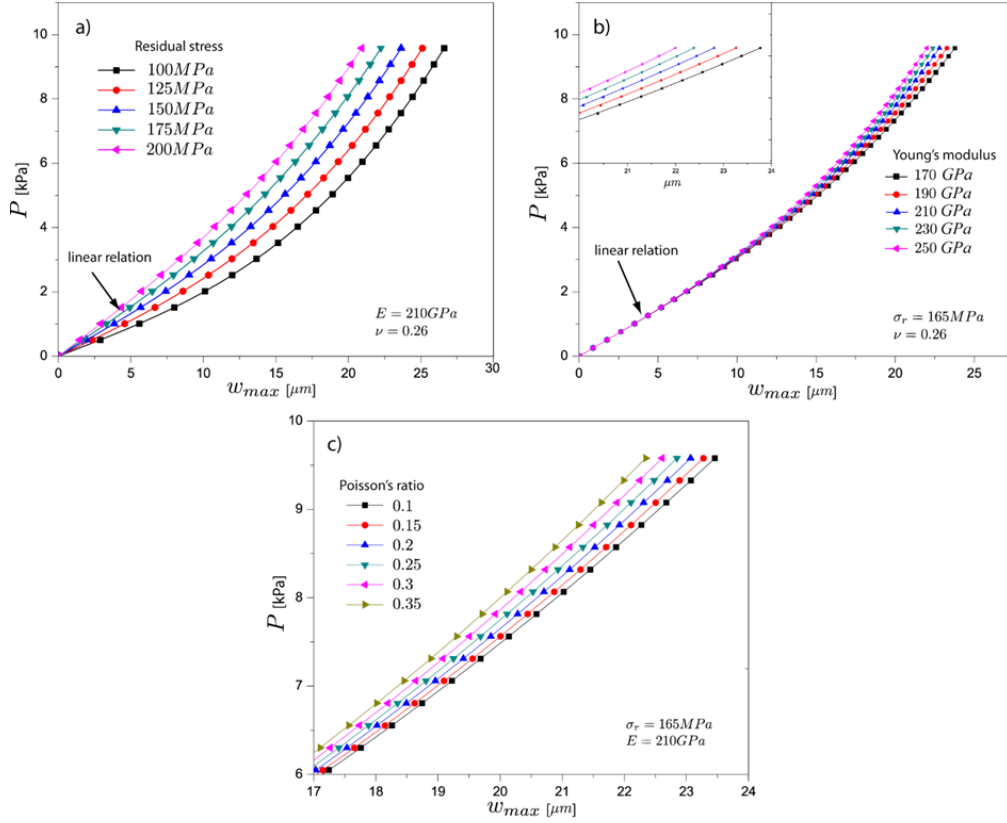 a)
Residual stress
100MPa
125MPa
150MPa
175MPa
200MPa
linear relation
E = 210GPa
ν = 0.26
P [kPa]
10
8
6
4
2
0
0 5 10 15 20 25 30
w_max [μm]
b)
21 22 23 24
μm
Young's modulus
170 GPa
190 GPa
210 GPa
230 GPa
250 GPa
linear relation
σ_r = 165MPa
ν = 0.26
P [kPa]
10
8
6
4
2
0
0 5 10 15 20 25
w_max [μm]
c)
Poisson's ratio
0.1
0.15
0.2
0.25
0.3
0.35
σ_r = 165MPa
E = 210GPa
P [kPa]
10
9
8
7
6
17 18 19 20 21 22 23 24
w_max [μm]